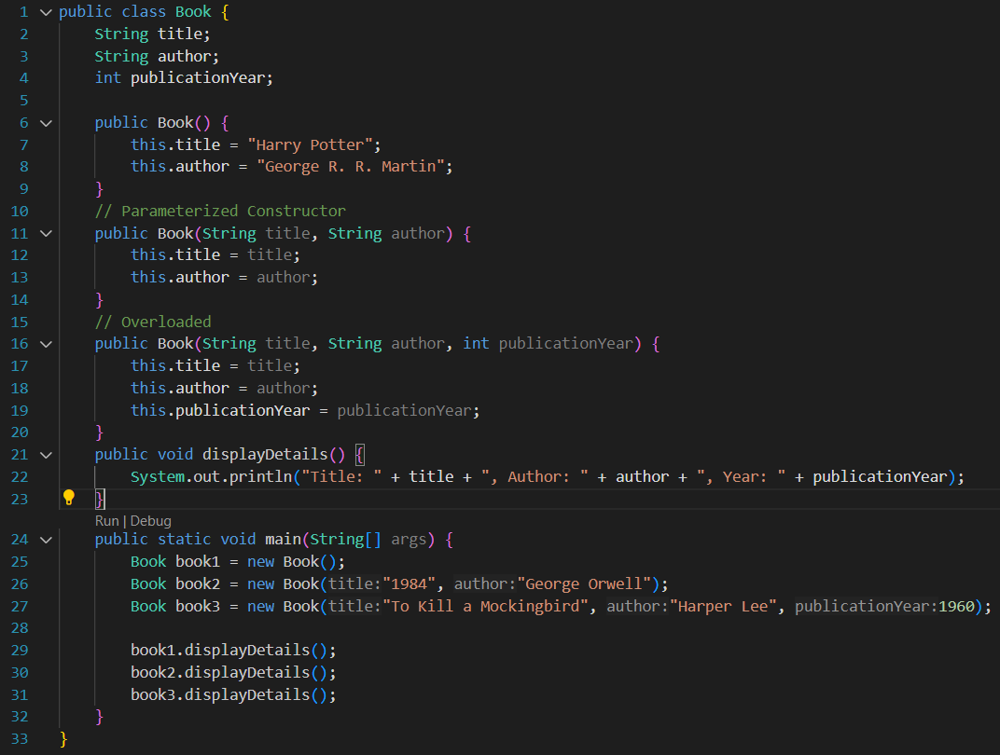 1 public class Book {
2 String title;
3 String author;
4 int publicationYear;
5
6 public Book() {
7 this.title = "Harry Potter";
8 this.author = "George R. R. Martin";
9 }
10 // Parameterized Constructor
11 public Book(String title, String author) {
12 this.title = title;
13 this.author = author;
14 }
15 // Overloaded
16 public Book(String title, String author, int publicationYear) {
17 this.title = title;
18 this.author = author;
19 this.publicationYear = publicationYear;
20 }
21 public void displayDetails() {
22 System.out.println("Title: " + title + ", Author: " + author + ", Year: " + publicationYear);
23 }
Run | Debug
24 public static void main(String[] args) {
25 Book book1 = new Book();
26 Book book2 = new Book(title:"1984", author:"George Orwell");
27 Book book3 = new Book(title:"To Kill a Mockingbird", author:"Harper Lee", publicationYear:1960);
28
29 book1.displayDetails();
30 book2.displayDetails();
31 book3.displayDetails();
32 }
33 }